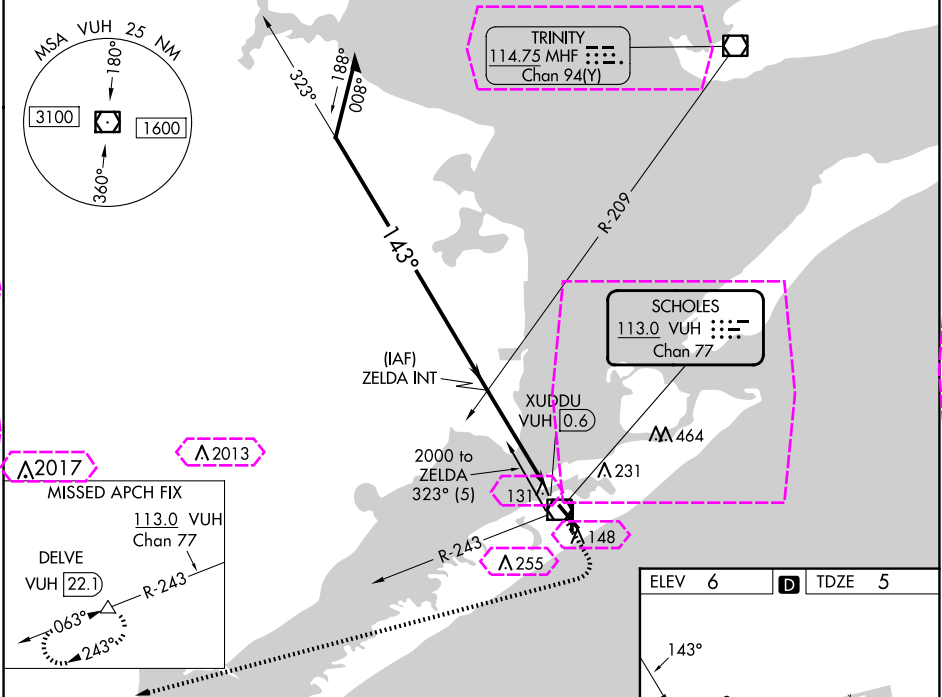 MSA VUH 25 NM
180°
3100
1600
360°
323°
188°
008°
TRINITY
114.75 MHF
Chan 94(Y)
R-209
143°
SCHOLES
113.0 VUH
Chan 77
(IAF)
ZELDA INT
XUDDU
VUH 0.6
464
231
2000 to
ZELDA
323° (5)
131
148
R-243
255
2017
2013
MISSED APCH FIX
113.0 VUH
Chan 77
DELVE
VUH 22.1
R-243
063°
243°
ELEV 6 D TDZE 5
143°